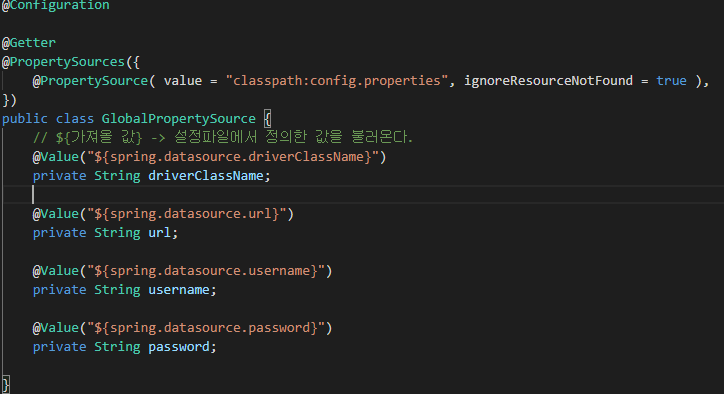 @Configuration
@Getter
@PropertySources({
@PropertySource( value = "classpath:config.properties", ignoreResourceNotFound = true ),
})
public class GlobalPropertySource {
// ${가져올 값} -> 설정파일에서 정의한 값을 불러온다.
@Value("${spring.datasource.driverClassName}")
private String driverClassName;
@Value("${spring.datasource.url}")
private String url;
@Value("${spring.datasource.username}")
private String username;
@Value("${spring.datasource.password}")
private String password;
}